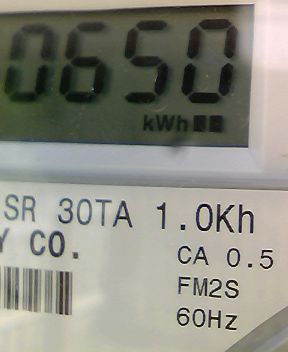 0650
kWh
SR 30TA 1.0Kh
Y CO.
CA 0.5
FM2S
60Hz